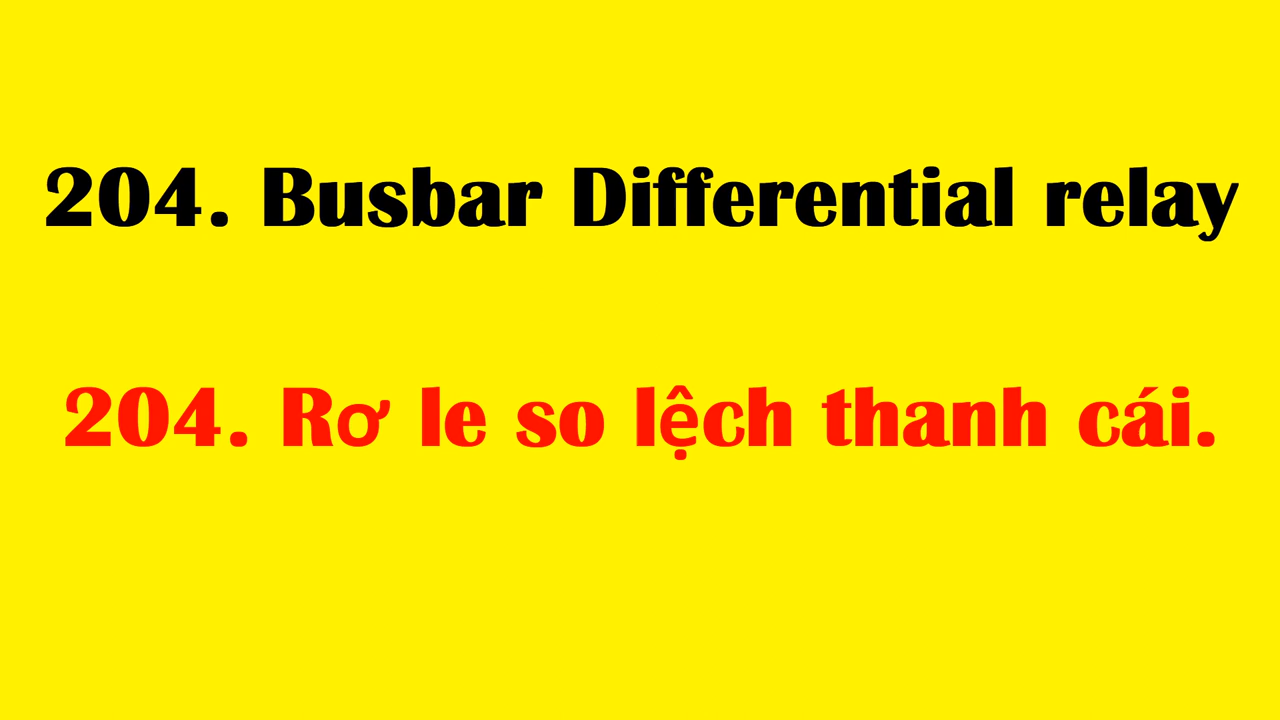 204. Busbar Differential relay
204. Rơ le so lệch thanh cái.